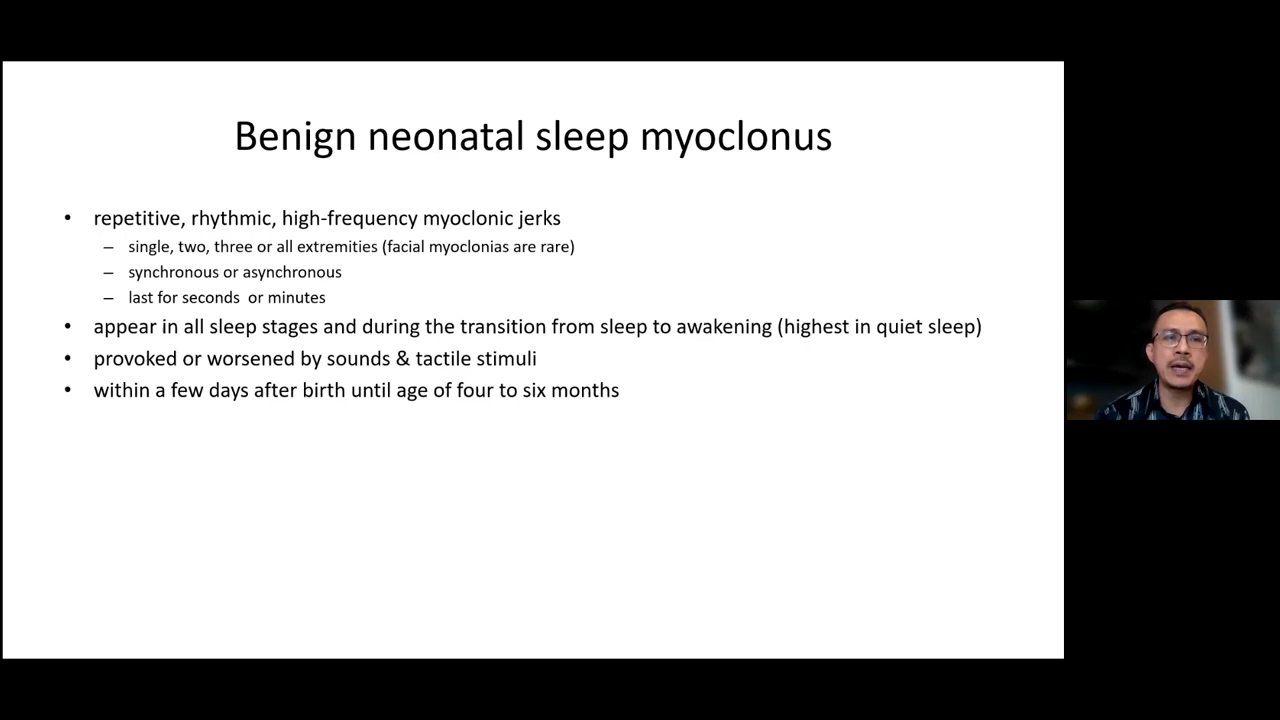 Benign neonatal sleep myoclonus
• repetitive, rhythmic, high-frequency myoclonic jerks
– single, two, three or all extremities (facial myoclonias are rare)
– synchronous or asynchronous
– last for seconds or minutes
• appear in all sleep stages and during the transition from sleep to awakening (highest in quiet sleep)
• provoked or worsened by sounds & tactile stimuli
• within a few days after birth until age of four to six months